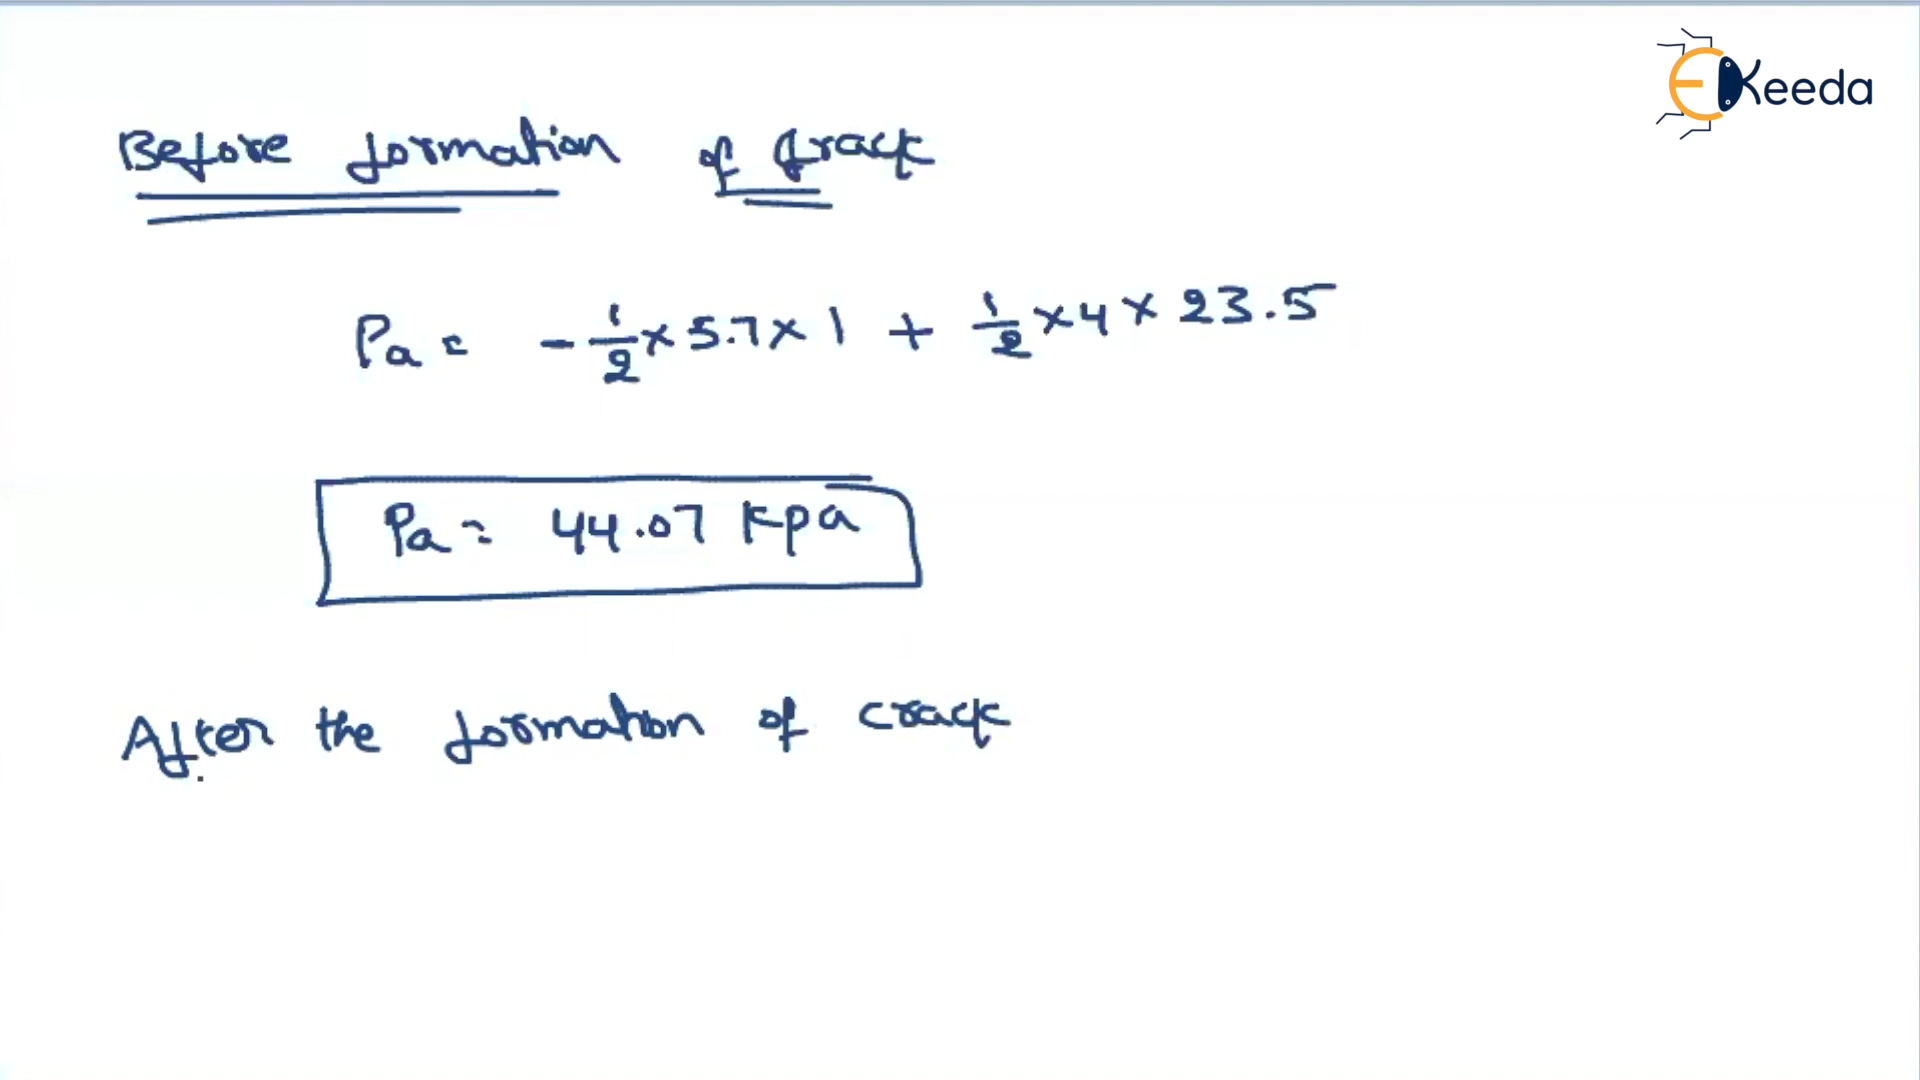 EKeeda
Before formation of crack
Pa = - 1/2 × 5.7 × 1 + 1/2 × 4 × 23.5
Pa = 44.07 kpa
After the formation of crack